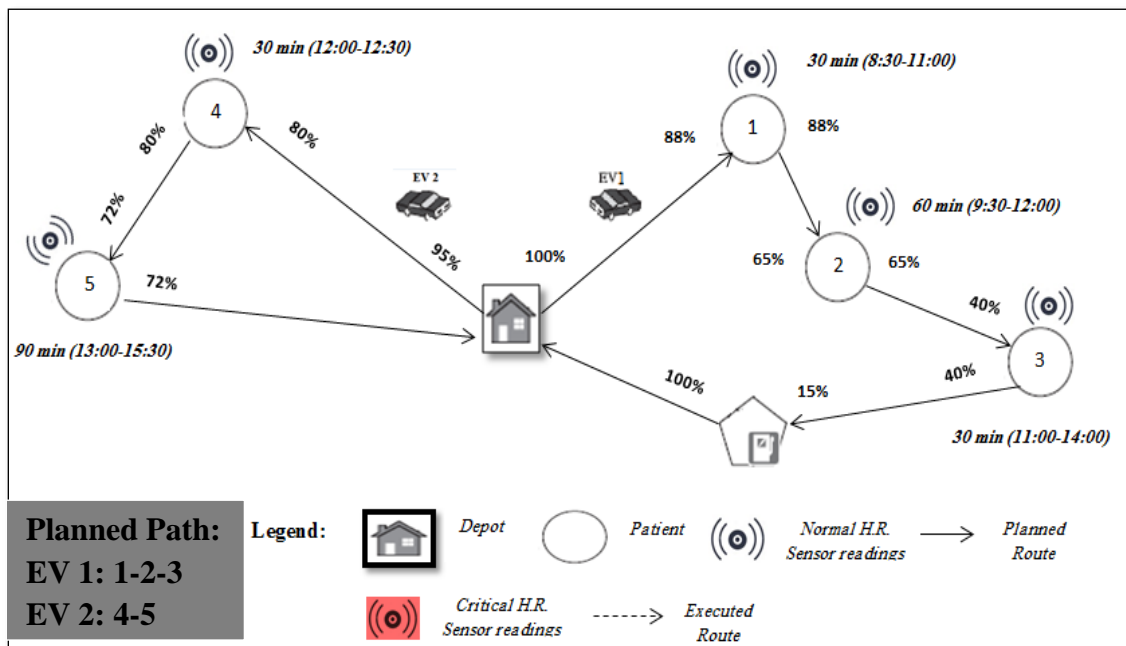 30 min (12:00-12:30)
30 min (8:30-11:00)
4
1
80%
80%
88%
88%
EV 2
EV1
60 min (9:30-12:00)
72%
95%
100%
65%
2
65%
5
72%
40%
3
90 min (13:00-15:30)
100%
15%
40%
30 min (11:00-14:00)
Planned Path:
EV 1: 1-2-3
EV 2: 4-5
Legend:
Depot
Patient
Normal H.R.
Sensor readings
Planned
Route
Critical H.R.
Sensor readings
Executed
Route